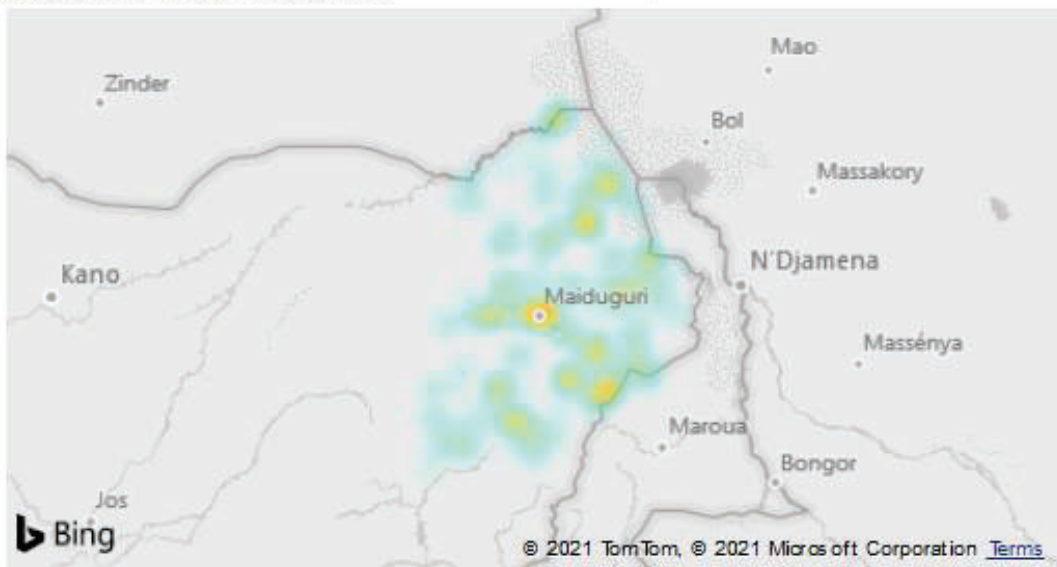 Mao
Zinder
Bol
Massakory
Kano
N'Djamena
Maiduguri
Massénya
Maroua
Bongor
Jos
Bing
© 2021 TomTom, © 2021 Microsoft Corporation Terms